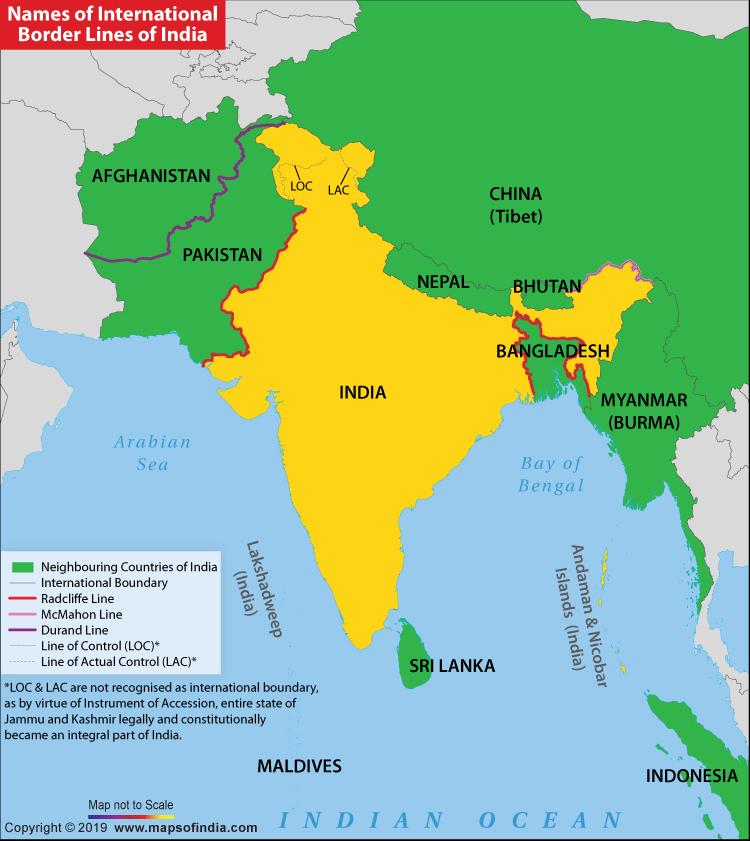 Names of International
Border Lines of India
AFGHANISTAN
LOC
LAC
CHINA
(Tibet)
PAKISTAN
NEPAL
BHUTAN
BANGLADESH
INDIA
MYANMAR
(BURMA)
Arabian
Sea
Bay of
Bengal
Lakshadweep
(India)
Andaman & Nicobar
Islands (India)
Neighbouring Countries of India
International Boundary
Radcliffe Line
McMahon Line
Durand Line
Line of Control (LOC)*
Line of Actual Control (LAC)*
SRI LANKA
*LOC & LAC are not recognised as international boundary,
as by virtue of Instrument of Accession, entire state of
Jammu and Kashmir legally and constitutionally
became an integral part of India.
MALDIVES
INDONESIA
Map not to Scale
INDIAN OCEAN
Copyright © 2019 www.mapsofindia.com